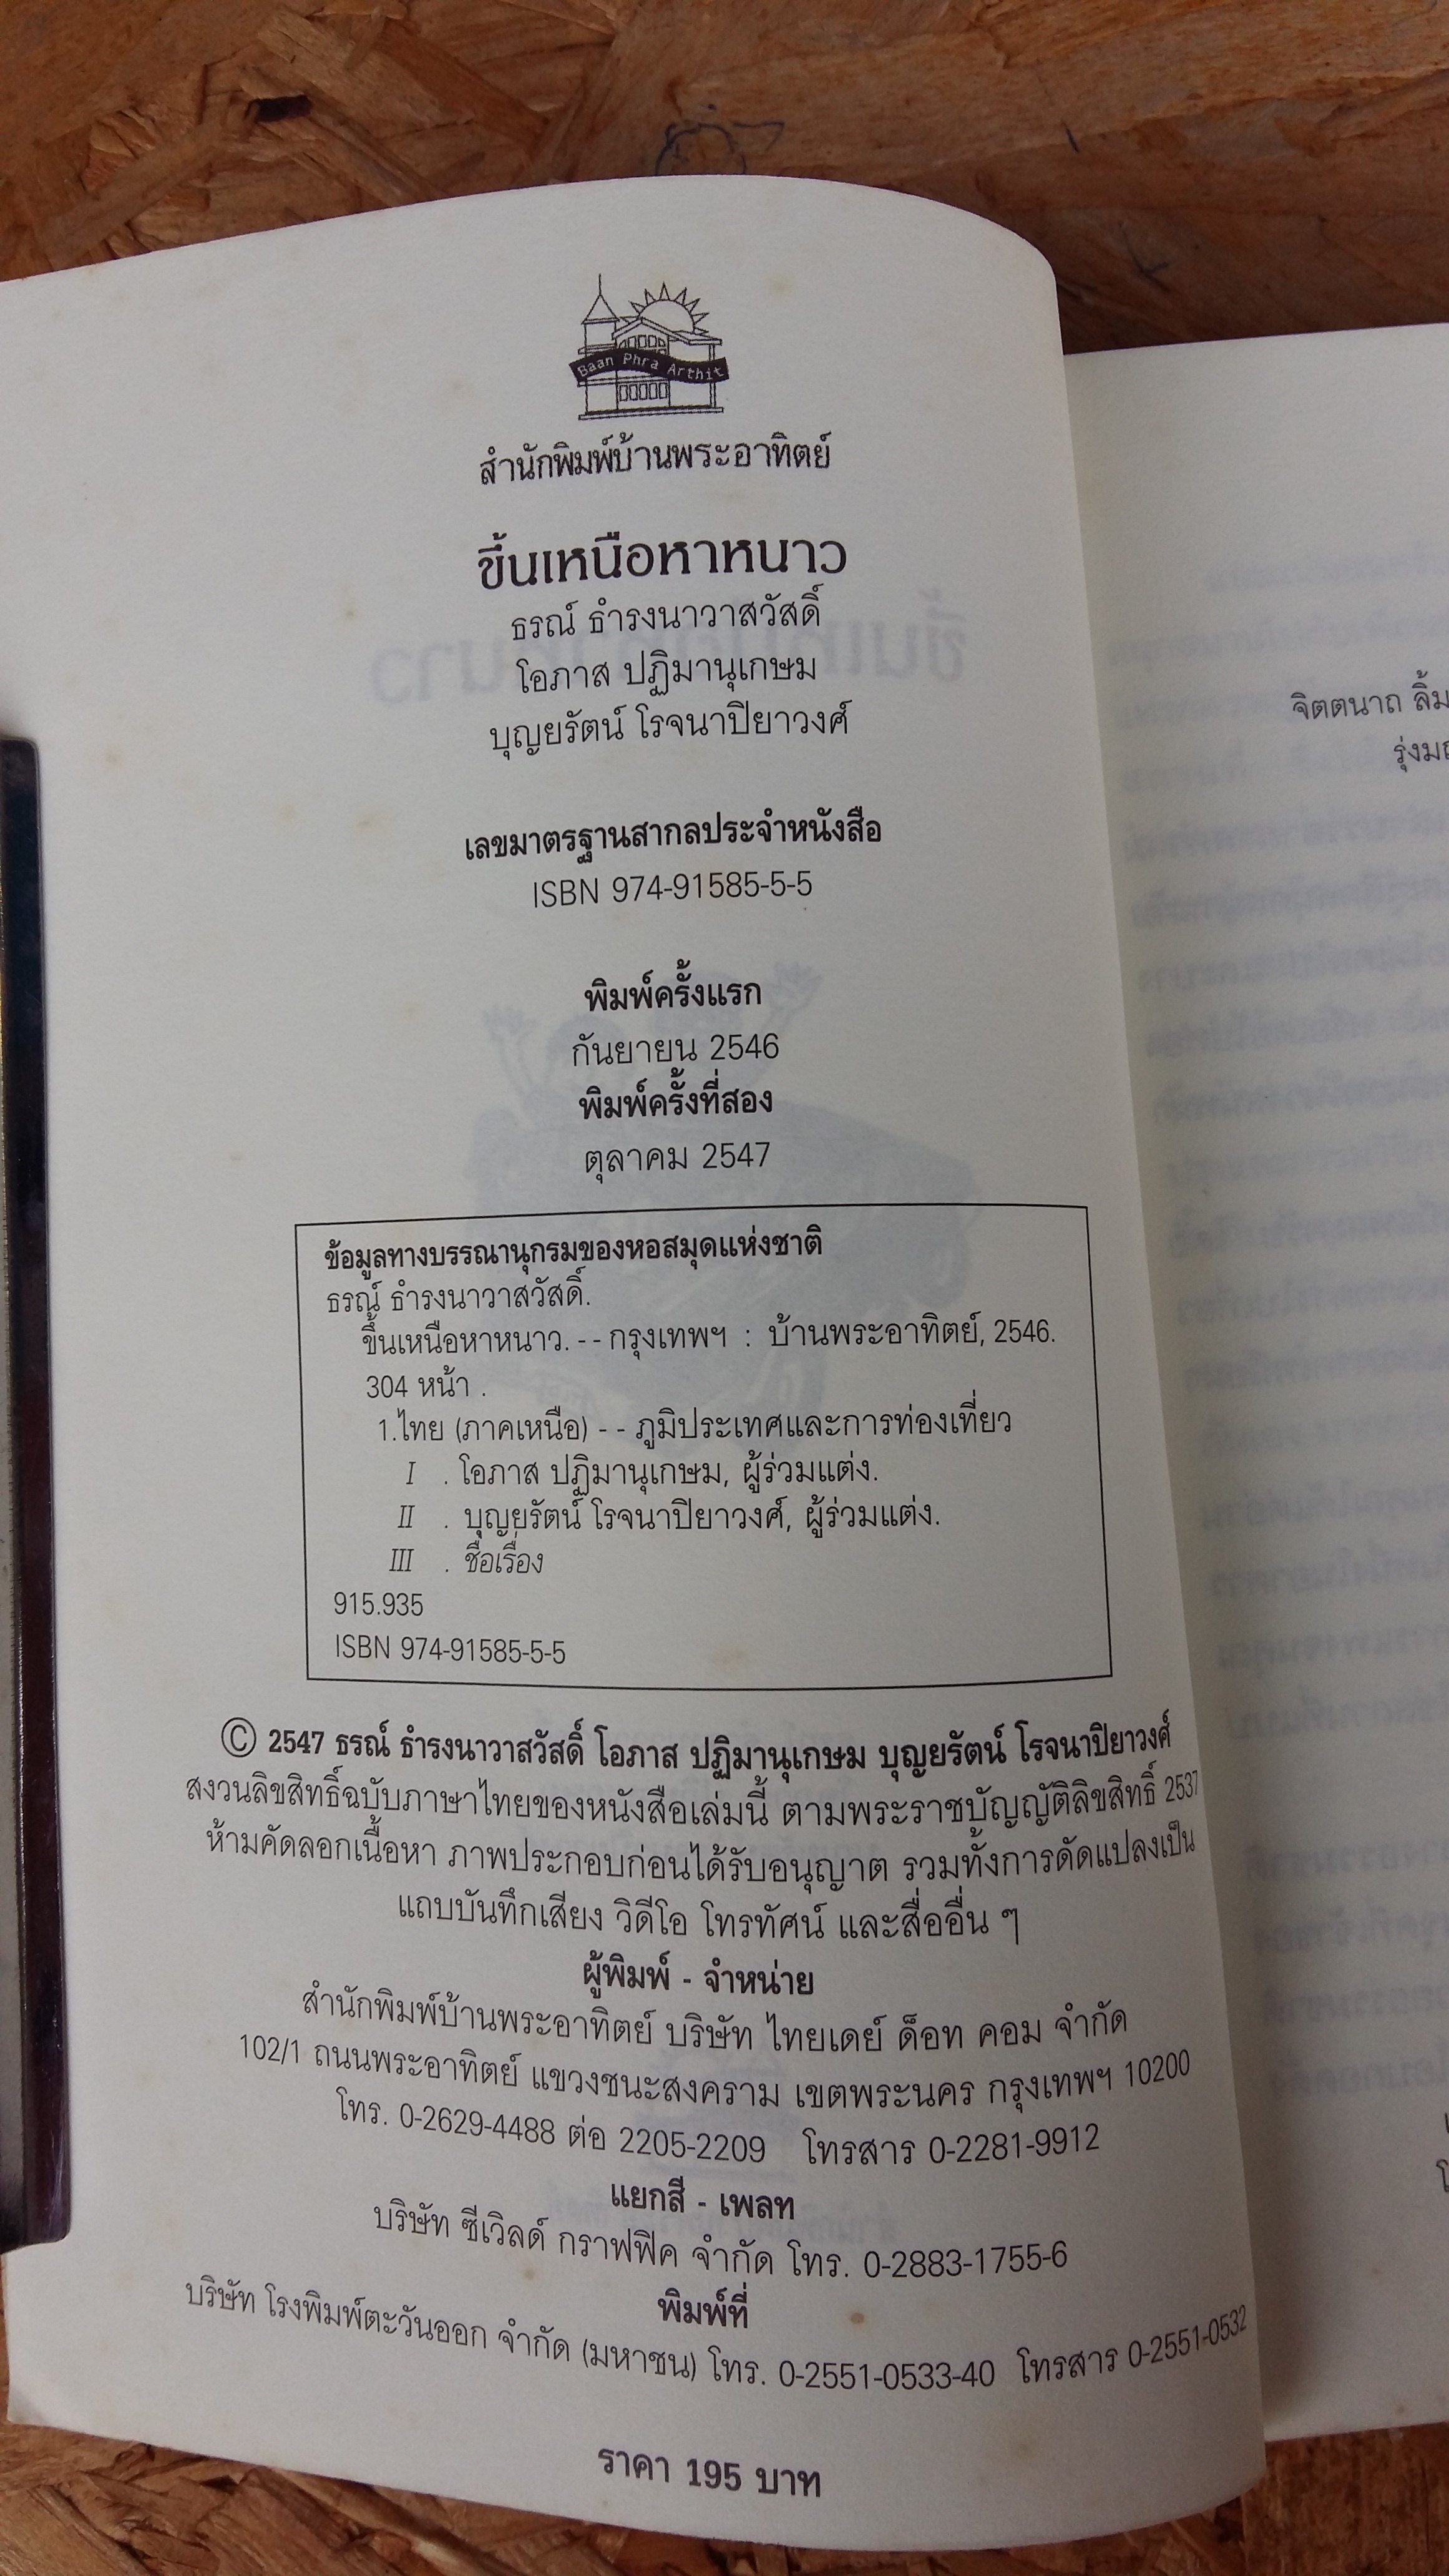 Baan Phra Arthit
สำนักพิมพ์บ้านพระอาทิตย์
ขึ้นเหนือหาหนาว
ธรณ์ ธำรงนาวาสวัสดิ์
โอภาส ปฏิมานุเกษม
บุญยรัตน์ โรจนาปิยาวงศ์
เลขมาตรฐานสากลประจำหนังสือ
ISBN 974-91585-5-5
พิมพ์ครั้งแรก
กันยายน 2546
พิมพ์ครั้งที่สอง
ตุลาคม 2547
ข้อมูลทางบรรณานุกรมของหอสมุดแห่งชาติ
ธรณ์ ธำรงนาวาสวัสดิ์.
ขึ้นเหนือหาหนาว. -- กรุงเทพฯ : บ้านพระอาทิตย์, 2546.
304 หน้า .
1.ไทย (ภาคเหนือ) -- ภูมิประเทศและการท่องเที่ยว
I . โอภาส ปฏิมานุเกษม, ผู้ร่วมแต่ง.
II . บุญยรัตน์ โรจนาปิยาวงศ์, ผู้ร่วมแต่ง.
III . ชื่อเรื่อง
915.935
ISBN 974-91585-5-5
© 2547 ธรณ์ ธำรงนาวาสวัสดิ์ โอภาส ปฏิมานุเกษม บุญยรัตน์ โรจนาปิยาวงศ์
สงวนลิขสิทธิ์ฉบับภาษาไทยของหนังสือเล่มนี้ ตามพระราชบัญญัติลิขสิทธิ์ 2537
ห้ามคัดลอกเนื้อหา ภาพประกอบก่อนได้รับอนุญาต รวมทั้งการดัดแปลงเป็น
แถบบันทึกเสียง วิดีโอ โทรทัศน์ และสื่ออื่น ๆ
ผู้พิมพ์ - จำหน่าย
สำนักพิมพ์บ้านพระอาทิตย์ บริษัท ไทยเดย์ ด็อท คอม จำกัด
102/1 ถนนพระอาทิตย์ แขวงชนะสงคราม เขตพระนคร กรุงเทพฯ 10200
โทร. 0-2629-4488 ต่อ 2205-2209 โทรสาร 0-2281-9912
แยกสี - เพลท
บริษัท ซีเวิลด์ กราฟฟิค จำกัด โทร. 0-2883-1755-6
พิมพ์ที่
บริษัท โรงพิมพ์ตะวันออก จำกัด (มหาชน) โทร. 0-2551-0533-40 โทรสาร 0-2551-0532
ราคา 195 บาท
จิตตนาถ